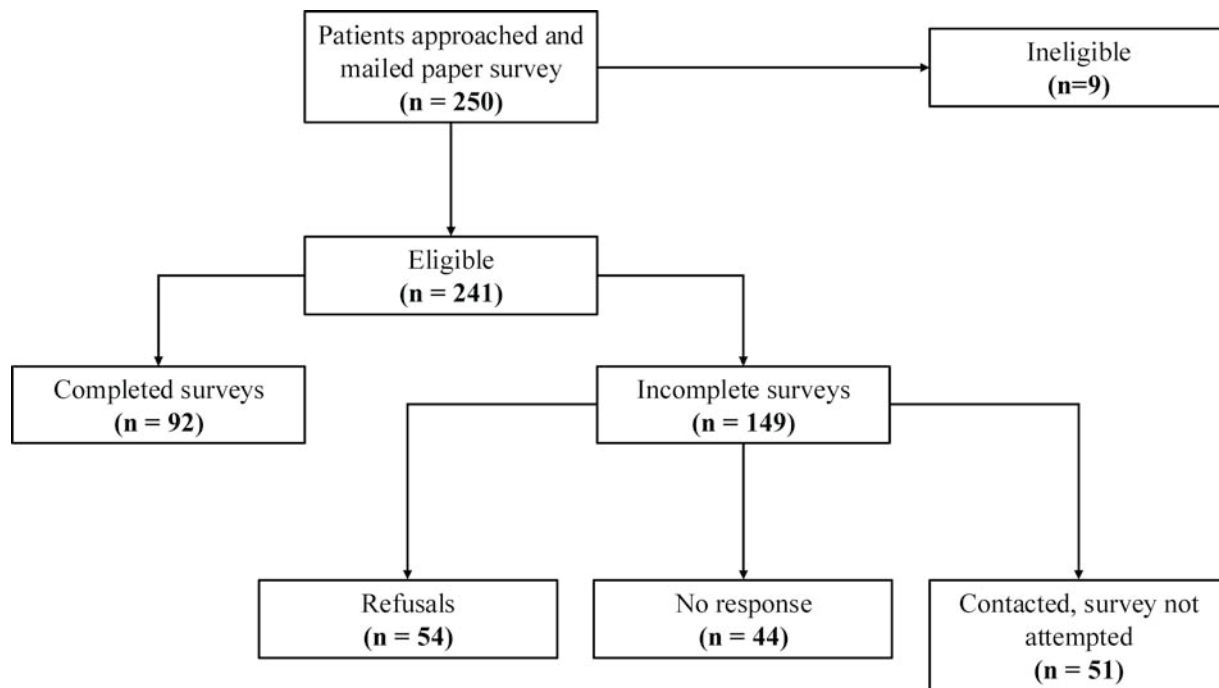 Patients approached and
mailed paper survey
(n = 250)
Ineligible
(n=9)
Eligible
(n = 241)
Completed surveys
(n = 92)
Incomplete surveys
(n = 149)
Refusals
(n = 54)
No response
(n = 44)
Contacted, survey not
attempted
(n = 51)